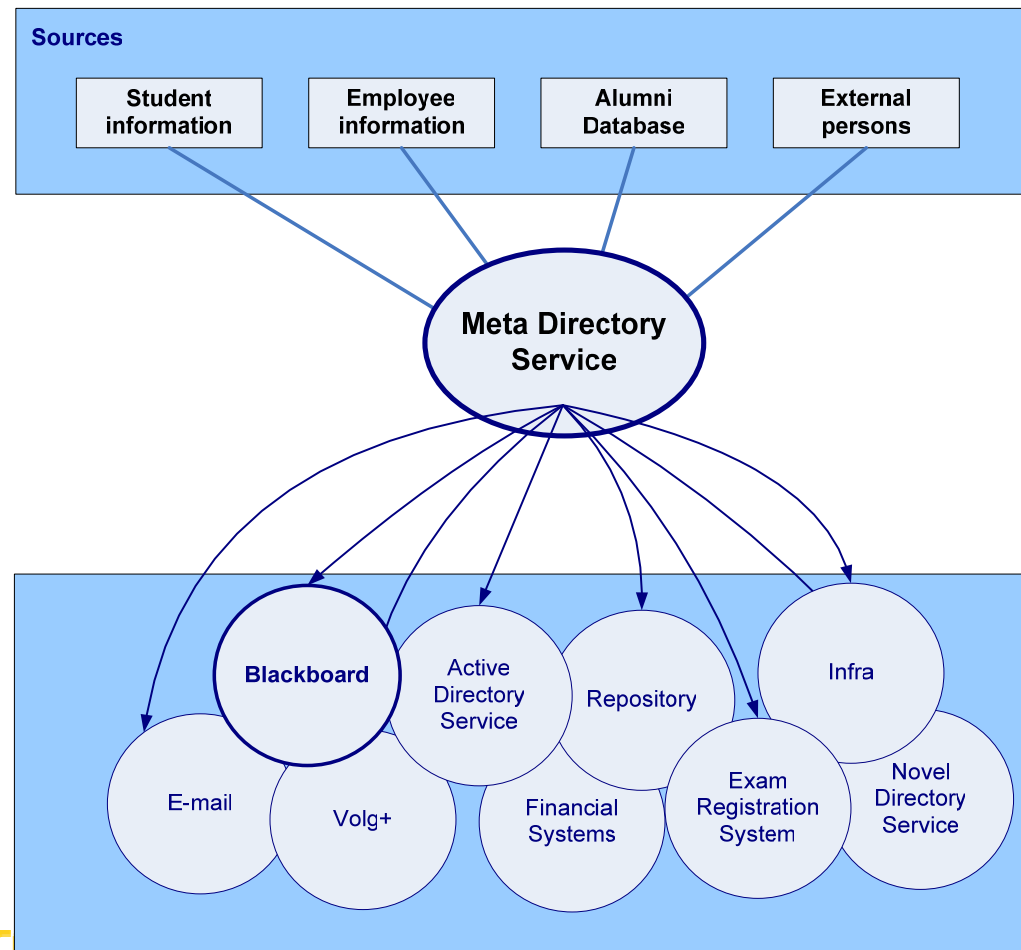 Sources
Student
information
Employee
information
Alumni
Database
External
persons
Meta Directory
Service
Blackboard
Active
Directory
Service
Repository
Infra
E-mail
Volg+
Financial
Systems
Exam
Registration
System
Novel
Directory
Service